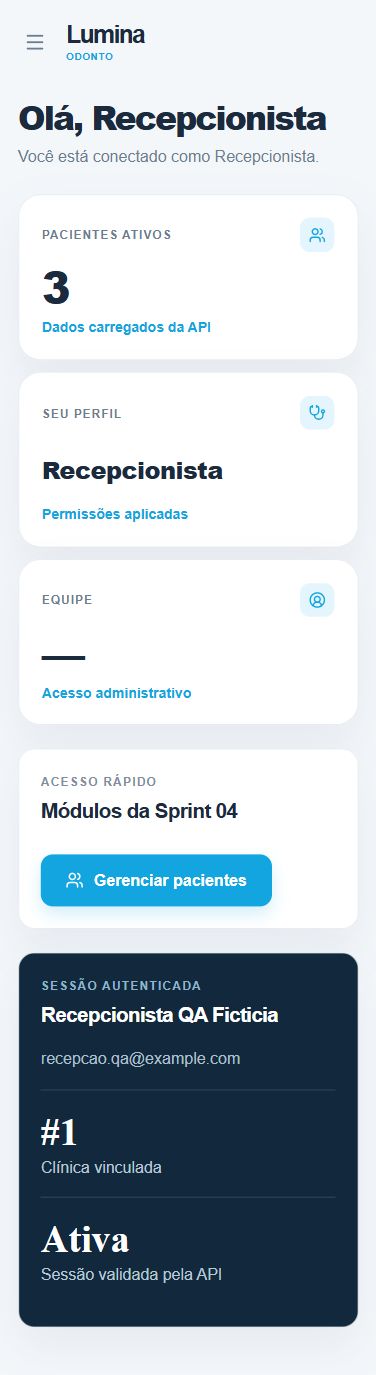 Lumina
ODONTO
Olá, Recepcionista
Você está conectado como Recepcionista.
PACIENTES ATIVOS
3
Dados carregados da API
SEU PERFIL
Recepcionista
Permissões aplicadas
EQUIPE
—
Acesso administrativo
ACESSO RÁPIDO
Módulos da Sprint 04
Gerenciar pacientes
SESSÃO AUTENTICADA
Recepcionista QA Ficticia
recepcao.qa@example.com
#1
Clínica vinculada
Ativa
Sessão validada pela API